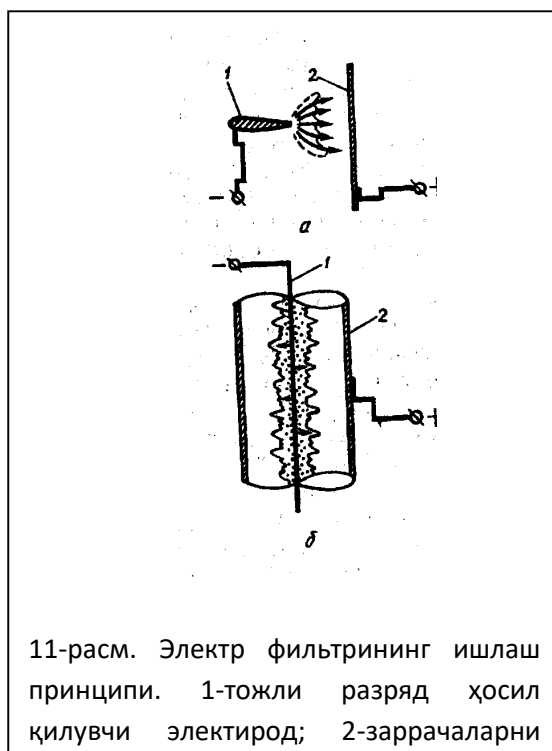 1
2
а
1
2
б
11-расм. Электр фильтрининг ишлаш
принципи. 1-тожли разряд ҳосил
қилувчи электирод; 2-заррачаларни